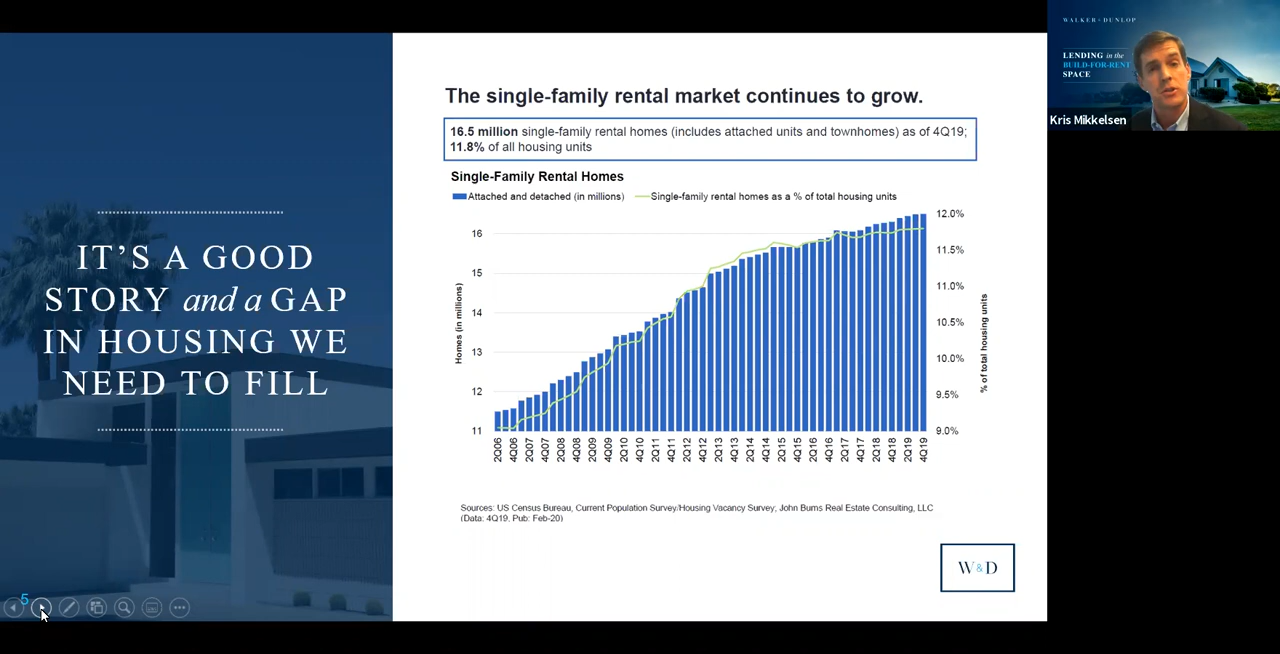 IT'S A GOOD
STORY and a GAP
IN HOUSING WE
NEED TO FILL
5
The single-family rental market continues to grow.
16.5 million single-family rental homes (includes attached units and townhomes) as of 4Q19;
11.8% of all housing units
Single-Family Rental Homes
Attached and detached (in millions)
Single-family rental homes as a % of total housing units
Homes (in millions)
16
15
14
13
12
11
12.0%
11.5%
11.0%
10.5%
10.0%
9.5%
9.0%
% of total housing units
2Q06
4Q06
2Q07
4Q07
2Q08
4Q08
2Q09
4Q09
2Q10
4Q10
2Q11
4Q11
2Q12
4Q12
2Q13
4Q13
2Q14
4Q14
2Q15
4Q15
2Q16
4Q16
2Q17
4Q17
2Q18
4Q18
2Q19
4Q19
Sources: US Census Bureau, Current Population Survey/Housing Vacancy Survey; John Burns Real Estate Consulting, LLC
(Data: 4Q19, Pub: Feb-20)
W&D
WALKER & DUNLOP
LENDING in the
BUILD-FOR-RENT
SPACE
Kris Mikkelsen